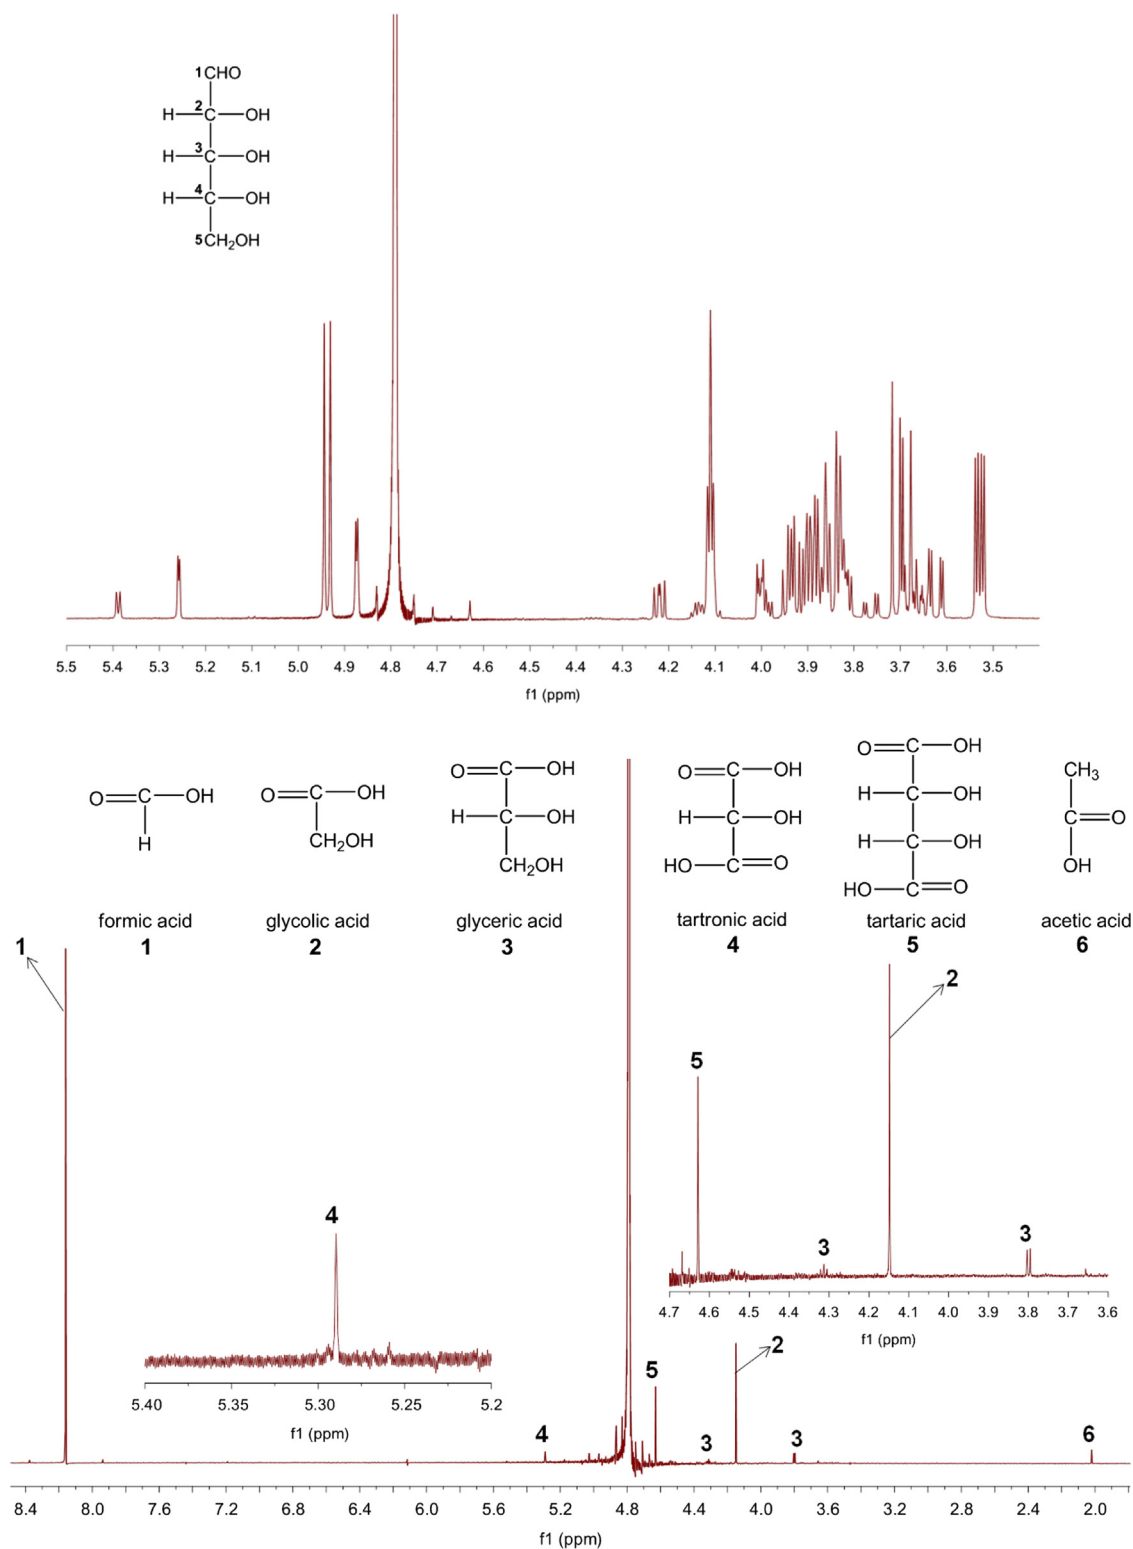 1CHO
H 2C OH
H 3C OH
H 4C OH
5CH2OH
5.5 5.4 5.3 5.2 5.1 5.0 4.9 4.8 4.7 4.6 4.5 4.4 4.3 4.2 4.1 4.0 3.9 3.8 3.7 3.6 3.5
f1 (ppm)
O C OH
H
O C OH
CH2OH
O C OH
H C OH
CH2OH
O C OH
H C OH
HO C O
O C OH
H C OH
H C OH
HO C O
CH3
C O
OH
formic acid
1
glycolic acid
2
glyceric acid
3
tartronic acid
4
tartaric acid
5
acetic acid
6
1
5
2
3
3
4.7 4.6 4.5 4.4 4.3 4.2 4.1 4.0 3.9 3.8 3.7 3.6
f1 (ppm)
4
5.40 5.35 5.30 5.25 5.2
f1 (ppm)
4
5
2
3
3
6
8.4 8.0 7.6 7.2 6.8 6.4 6.0 5.6 5.2 4.8 4.4 4.0 3.6 3.2 2.8 2.4 2.0
f1 (ppm)